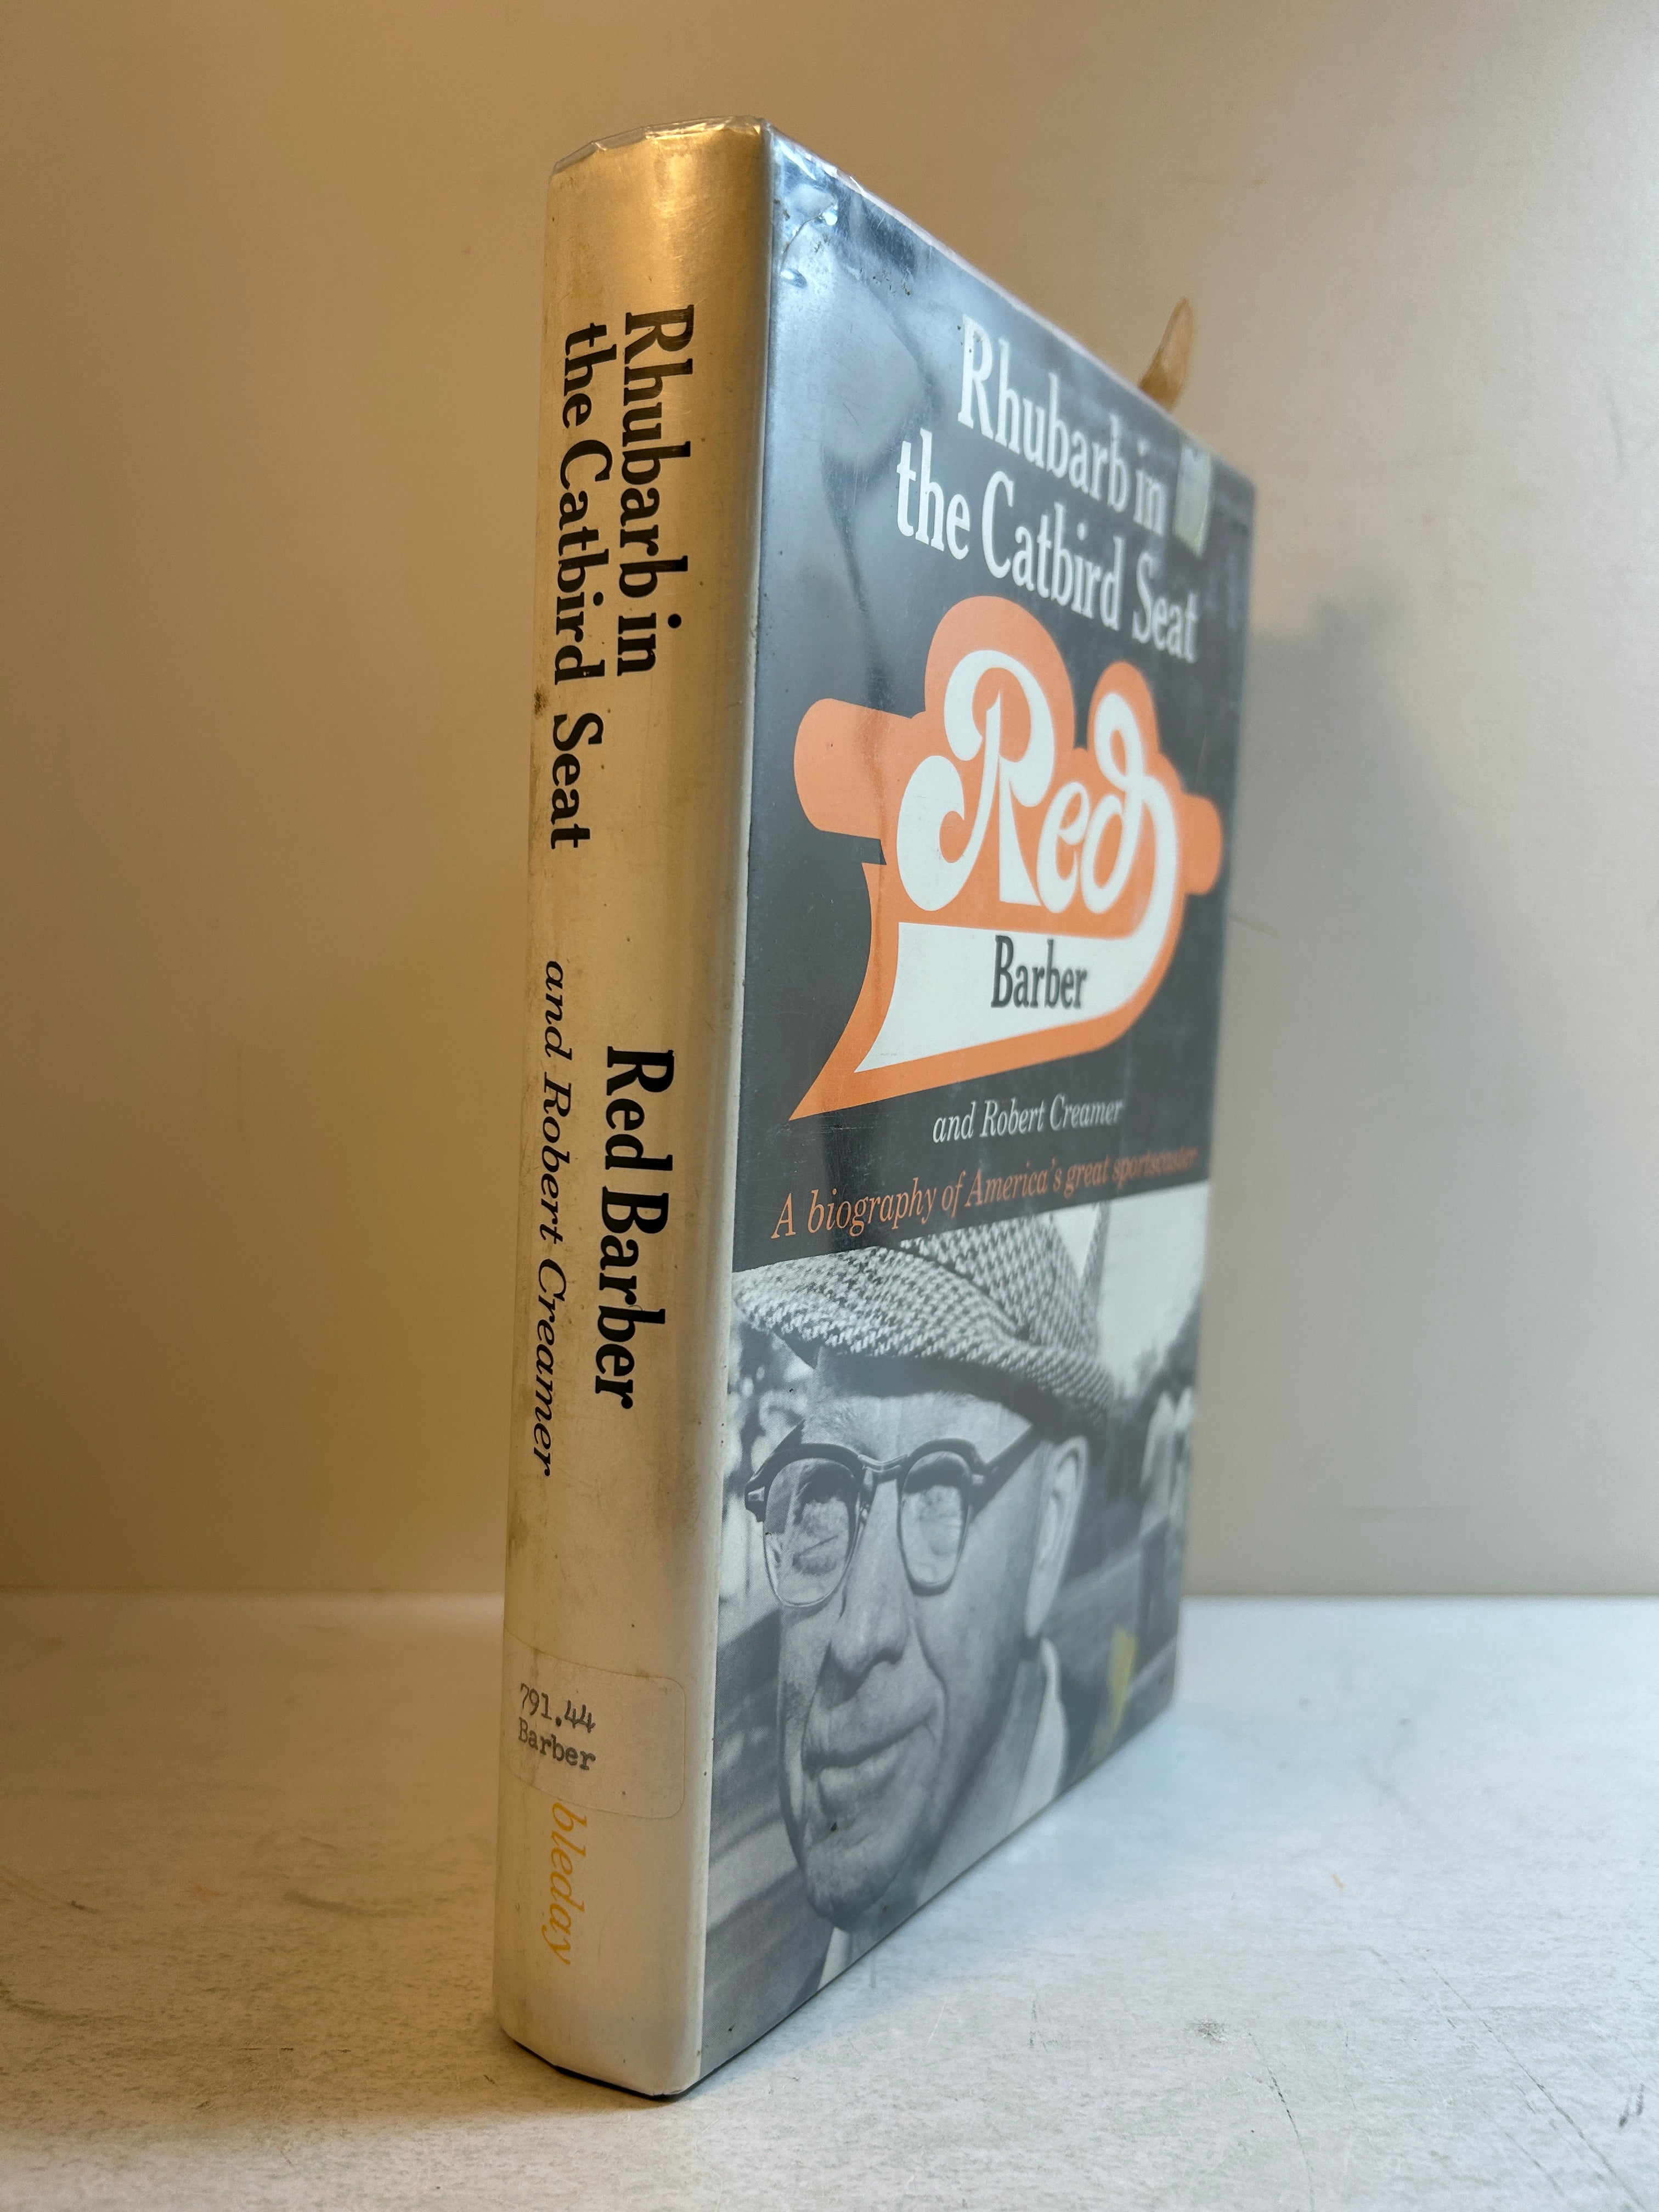 Rhubarb in
the Catbird Seat
Red Barber
and Robert Creamer
791.44
Barber
bleday
Rhubarb in
the Catbird Seat
Red
Barber
and Robert Creamer
A biography of America's great sportscaster